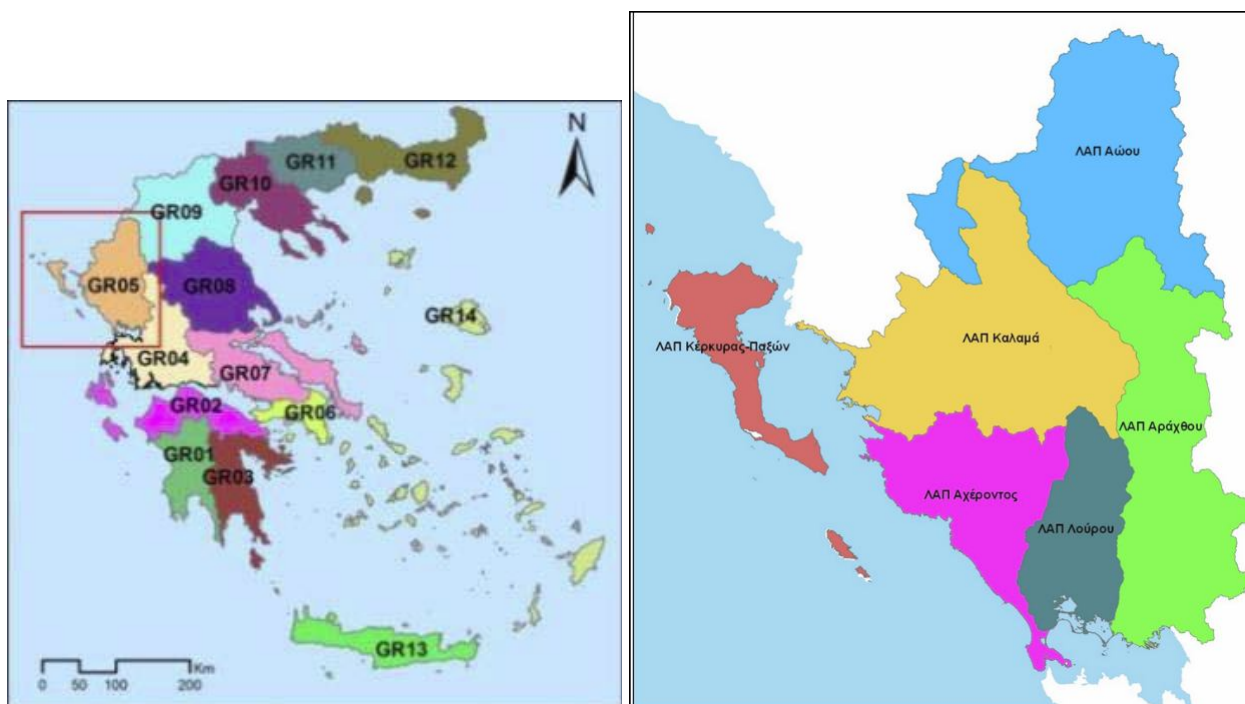 N
GR11
GR12
GR10
GR09
GR05
GR08
GR14
GR04
GR07
GR02
GR06
GR01
GR03
GR13
Km
0 50 100 200
ΛΑΠ Αώου
ΛΑΠ Καλαμά
ΛΑΠ Κέρκυρας-Παξών
ΛΑΠ Αράχθου
ΛΑΠ Αχέροντος
ΛΑΠ Λούρου